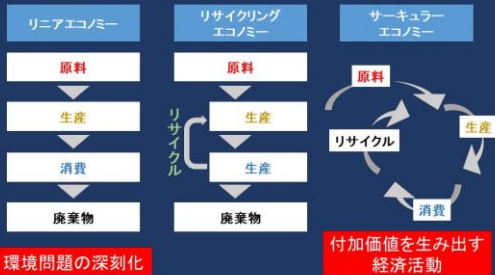 リニアエコノミー
原料
生産
消費
廃棄物
環境問題の深刻化
リサイクリング
エコノミー
原料
生産
生産
廃棄物
リサイクル
サーキュラー
エコノミー
原料
生産
消費
リサイクル
付加価値を生み出す
経済活動